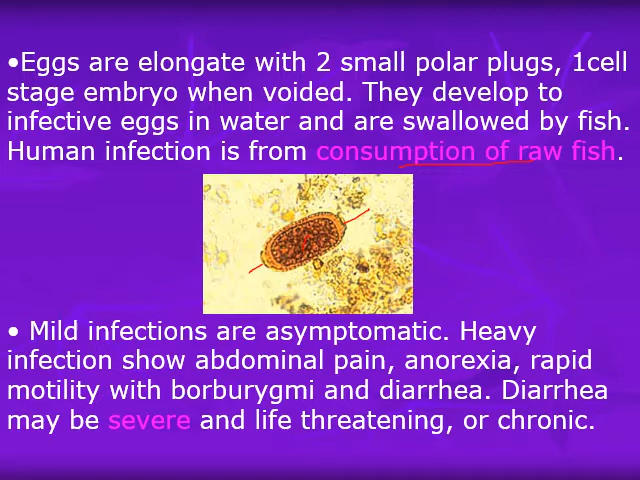 •Eggs are elongate with 2 small polar plugs, 1cell
stage embryo when voided. They develop to
infective eggs in water and are swallowed by fish.
Human infection is from consumption of raw fish.
• Mild infections are asymptomatic. Heavy
infection show abdominal pain, anorexia, rapid
motility with borburygmi and diarrhea. Diarrhea
may be severe and life threatening, or chronic.